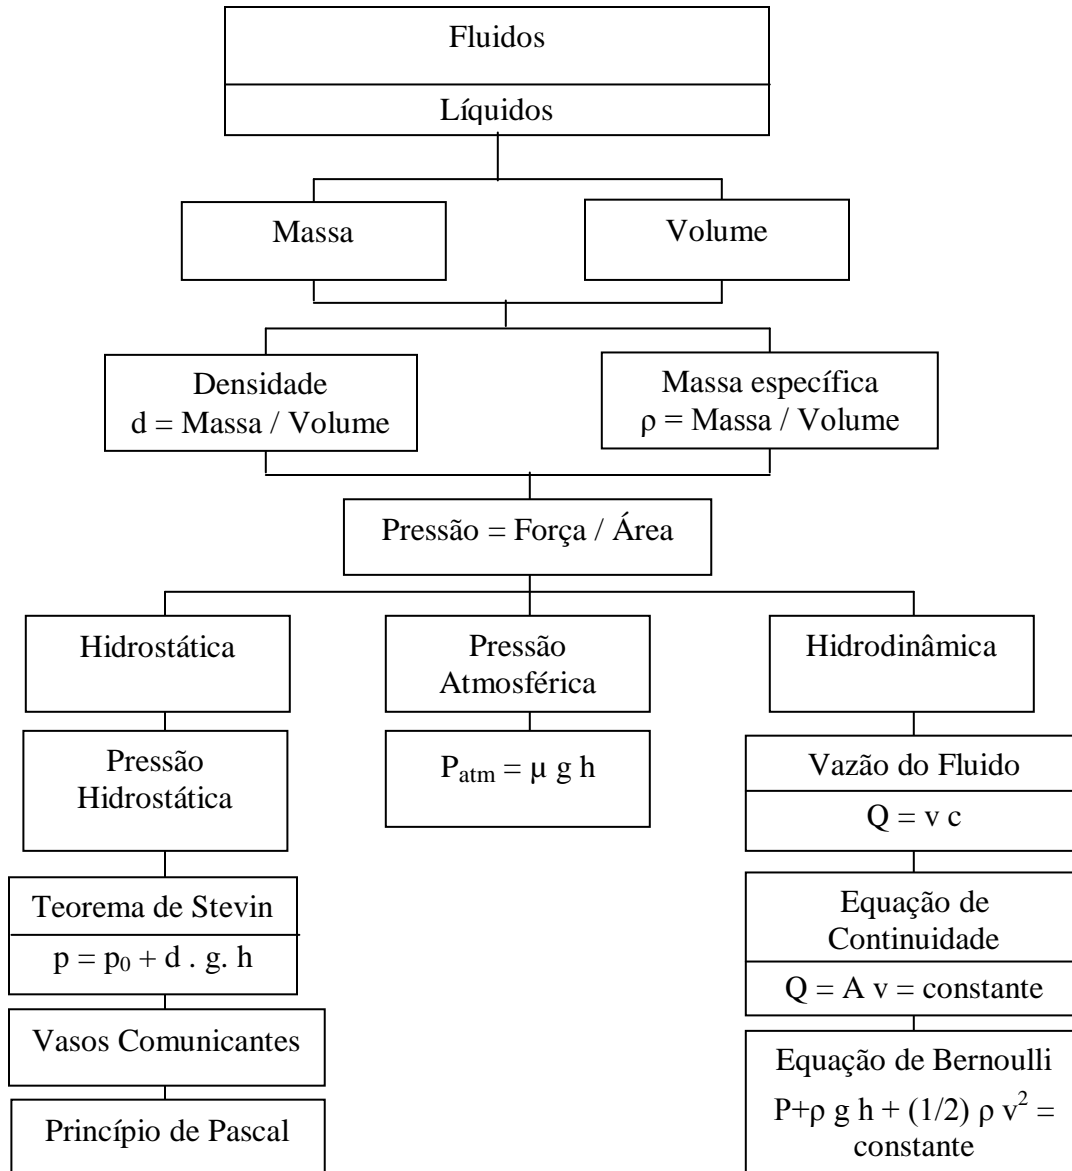 Fluidos
Líquidos
Massa
Volume
Densidade
d = Massa / Volume
Massa específica
ρ = Massa / Volume
Pressão = Força / Área
Hidrostática
Pressão
Atmosférica
Hidrodinâmica
Pressão
Hidrostática
P_atm = µ g h
Vazão do Fluido
Q = v c
Teorema de Stevin
p = p₀ + d . g. h
Equação de
Continuidade
Q = A v = constante
Vasos Comunicantes
Princípio de Pascal
Equação de Bernoulli
P+ρ g h + (1/2) ρ v² =
constante